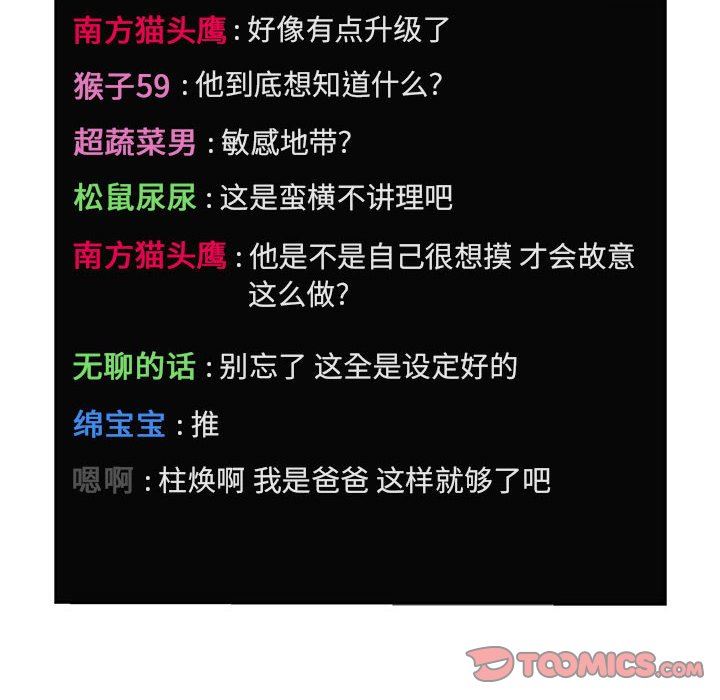 南方猫头鹰:好像有点升级了
猴子59 :他到底想知道什么?
超蔬菜男 :敏感地带?
松鼠尿尿 :这是蛮横不讲理吧
南方猫头鹰 :他是不是自己很想摸 才会故意
这么做?
无聊的话 :别忘了 这全是设定好的
绵宝宝 :推
嗯啊 :柱焕啊 我是爸爸 这样就够了吧
TOOMICS.com